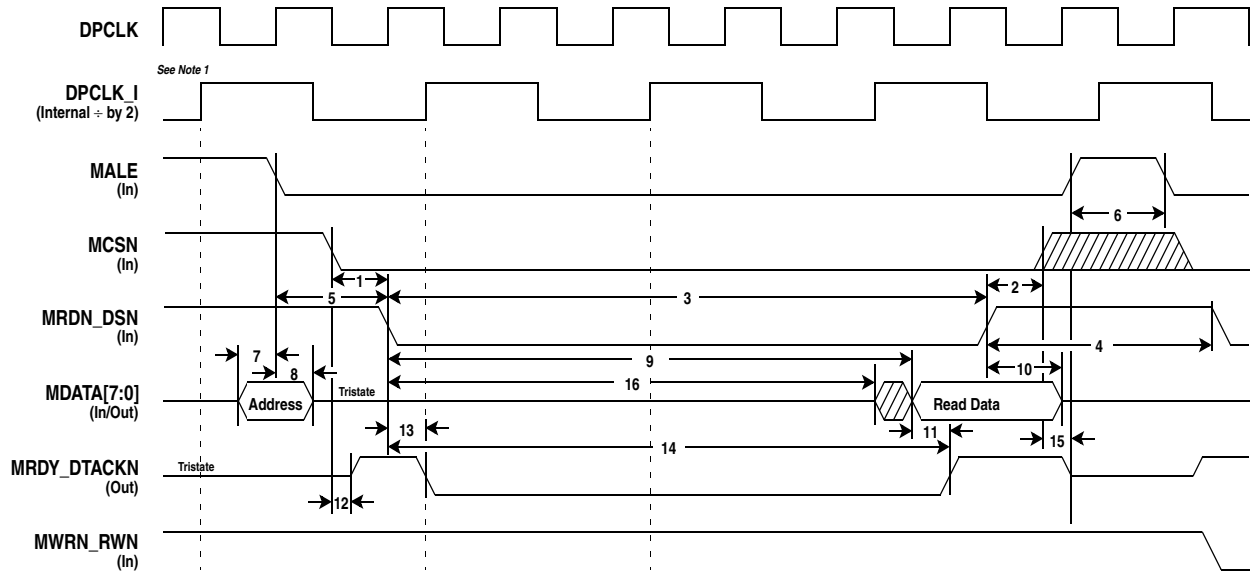 DPCLK
See Note 1
DPCLK_I
(Internal ÷ by 2)
MALE
(In)
6
MCSN
(In)
1
2
5
3
MRDN_DSN
(In)
7
9
4
8
16
10
MDATA[7:0]
(In/Out)
Address
Tristate
Read Data
13
11
15
14
MRDY_DTACKN
(Out)
Tristate
12
MWRN_RWN
(In)